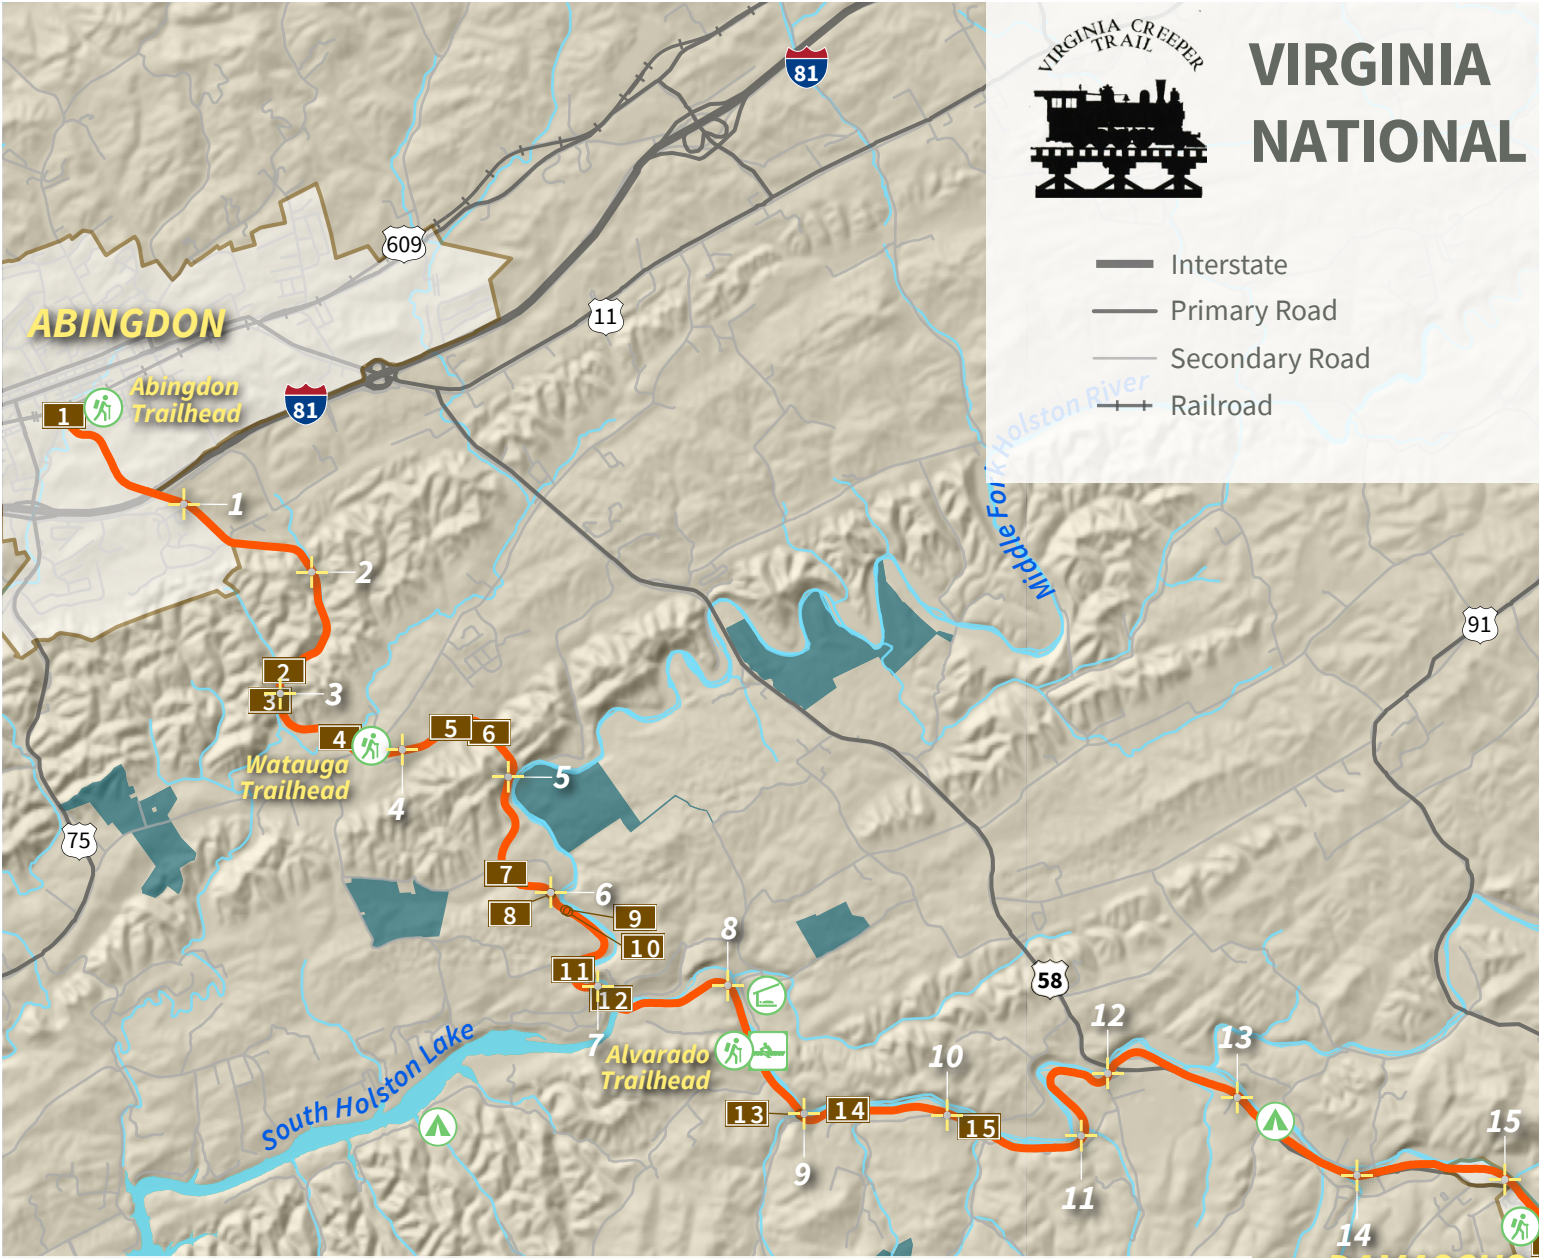 VIRGINIA CREEPER
TRAIL
VIRGINIA
NATIONAL
Interstate
Primary Road
Secondary Road
Railroad
81
609
11
ABINGDON
Abingdon
Trailhead
1
81
Middle Fork Holston River
1
2
91
2
3
3
4
5
6
Watauga
Trailhead
4
5
75
7
6
8
9
10
8
11
12
58
7
12
13
South Holston Lake
Alvarado
Trailhead
10
13
14
15
15
9
11
14